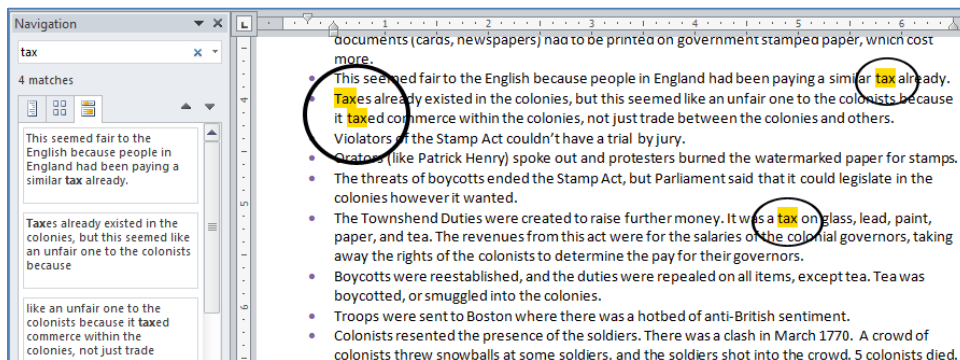 Navigation
tax
4 matches
This seemed fair to the
English because people in
England had been paying a
similar tax already.
Taxes already existed in the
colonies, but this seemed like
an unfair one to the colonists
because
like an unfair one to the
colonists because it taxed
commerce within the
colonies, not just trade
1 2 3 4 5 6
4
5
6
documents (cards, newspapers) had to be printed on government stamped paper, which cost
more.
• This seemed fair to the English because people in England had been paying a similar tax already.
• Taxes already existed in the colonies, but this seemed like an unfair one to the colonists because
it taxed commerce within the colonies, not just trade between the colonies and others.
• Violators of the Stamp Act couldn't have a trial by jury.
• Orators (like Patrick Henry) spoke out and protesters burned the watermarked paper for stamps.
• The threats of boycotts ended the Stamp Act, but Parliament said that it could legislate in the
colonies however it wanted.
• The Townshend Duties were created to raise further money. It was a tax on glass, lead, paint,
paper, and tea. The revenues from this act were for the salaries of the colonial governors, taking
away the rights of the colonists to determine the pay for their governors.
• Boycotts were reestablished, and the duties were repealed on all items, except tea. Tea was
boycotted, or smuggled into the colonies.
• Troops were sent to Boston where there was a hotbed of anti-British sentiment.
• Colonists resented the presence of the soldiers. There was a clash in March 1770. A crowd of
colonists threw snowballs at some soldiers, and the soldiers shot into the crowd. 5 colonists died.